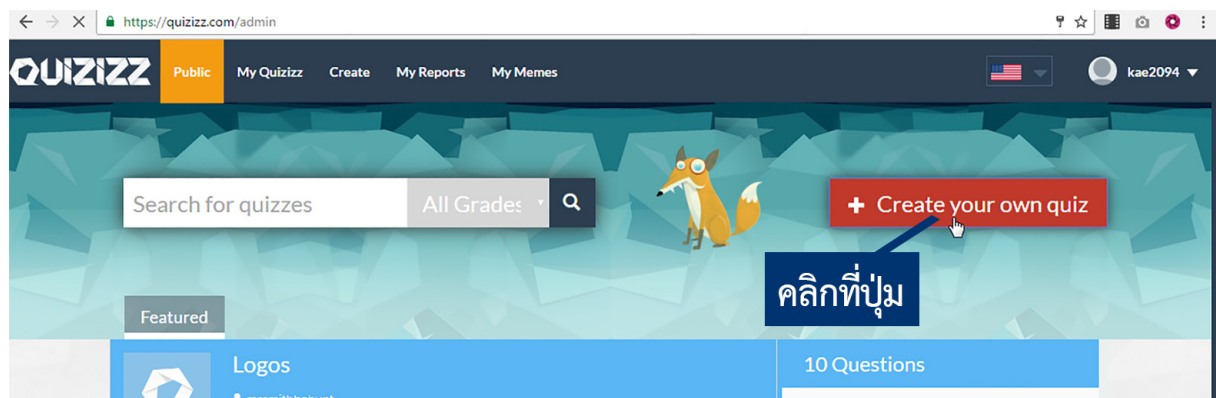 https://quizizz.com/admin
QUIZIZZ Public My Quizizz Create My Reports My Memes kae2094
Search for quizzes All Grades + Create your own quiz
คลิกที่ปุ่ม
Featured
Logos 10 Questions